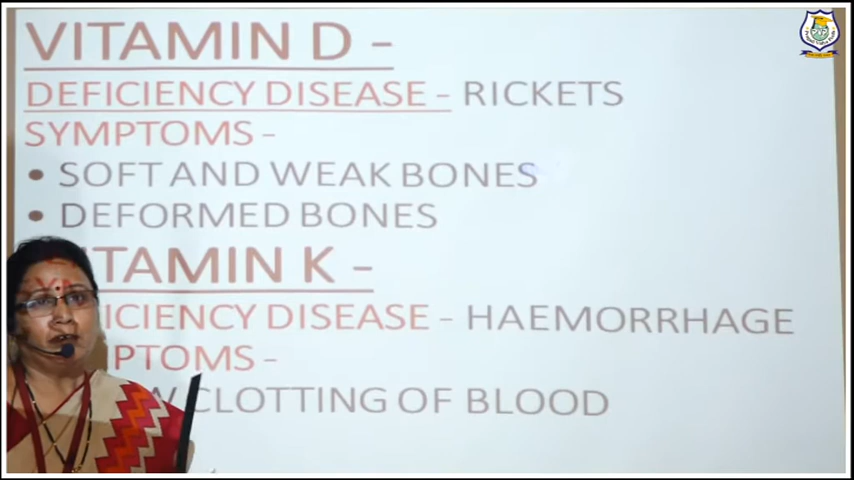 VITAMIN D –
DEFICIENCY DISEASE – RICKETS
SYMPTOMS –
• SOFT AND WEAK BONES
• DEFORMED BONES
ITAMIN K –
ICIENCY DISEASE – HAEMORRHAGE
PTOMS –
W CLOTTING OF BLOOD